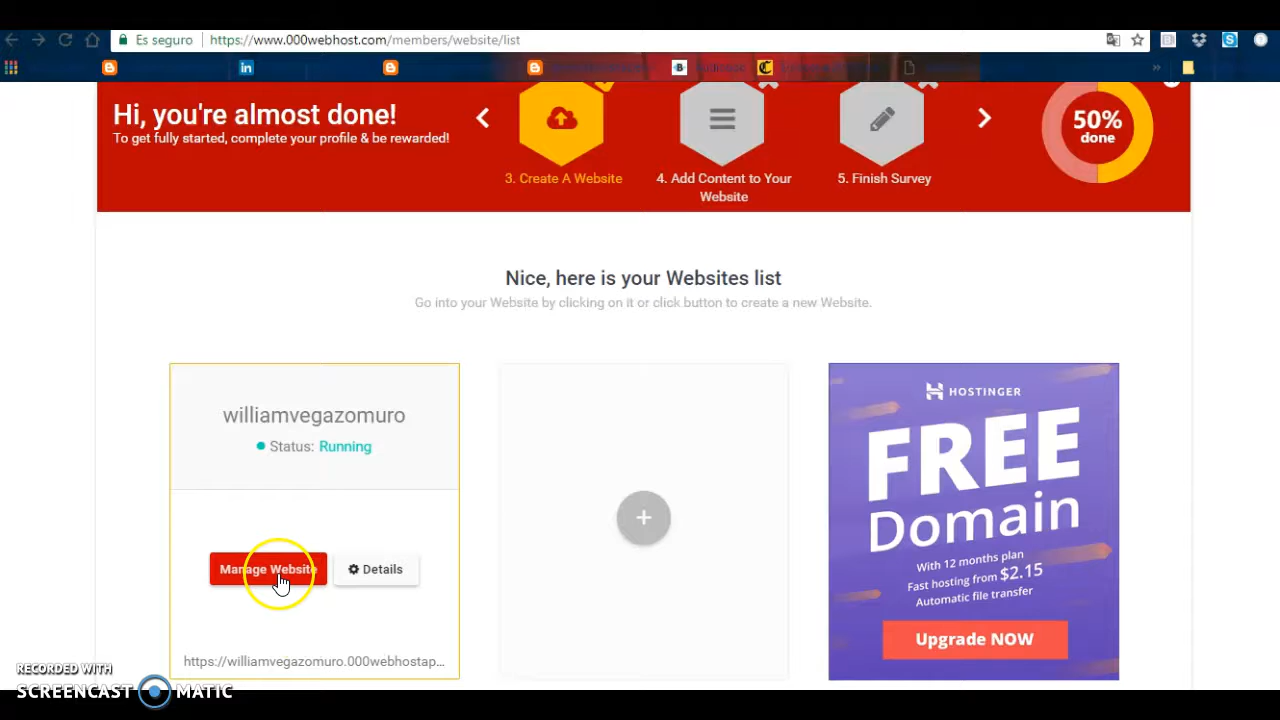 Es seguro https://www.000webhost.com/members/website/list
Hi, you're almost done!
To get fully started, complete your profile & be rewarded!
3. Create A Website
4. Add Content to Your
Website
5. Finish Survey
50%
done
Nice, here is your Websites list
Go into your Website by clicking on it or click button to create a new Website.
williamvegazomuro
Status: Running
Manage Website
Details
https://williamvegazomuro.000webhostap...
HOSTINGER
FREE
Domain
With 12 months plan
Fast hosting from $2.15
Automatic file transfer
Upgrade NOW
RECORDED WITH
SCREENCAST MATIC